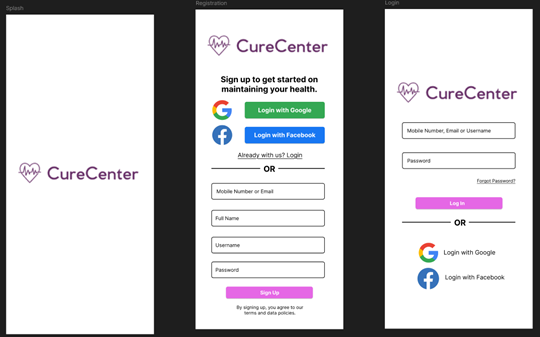 Splash
CureCenter
Registration
CureCenter
Sign up to get started on
maintaining your health.
Login with Google
Login with Facebook
Already with us? Login
OR
Mobile Number or Email
Full Name
Username
Password
Sign Up
By signing up, you agree to our
terms and data policies.
Login
CureCenter
Mobile Number, Email or Username
Password
Forgot Password?
Log In
OR
Login with Google
Login with Facebook